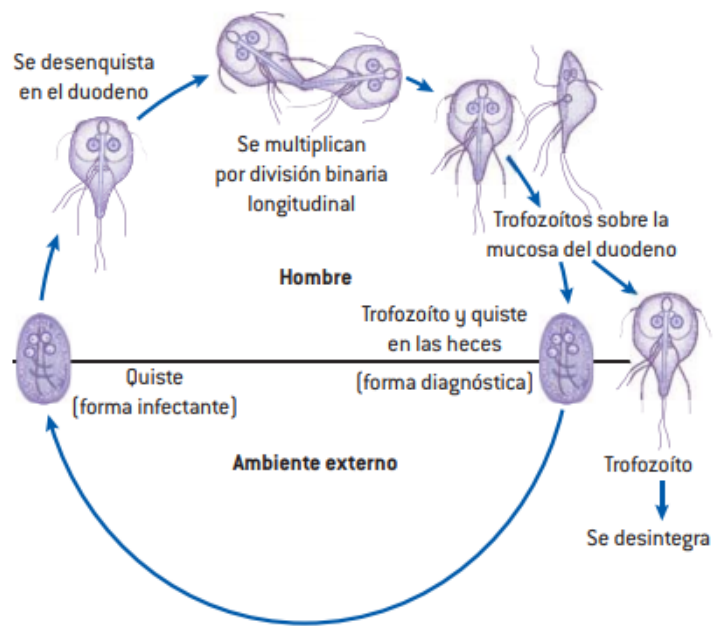 Se desenquista
en el duodeno
Se multiplican
por división binaria
longitudinal
Trofozoítos sobre la
mucosa del duodeno
Hombre
Trofozoíto y quiste
en las heces
(forma diagnóstica)
Quiste
(forma infectante)
Ambiente externo
Trofozoíto
Se desintegra